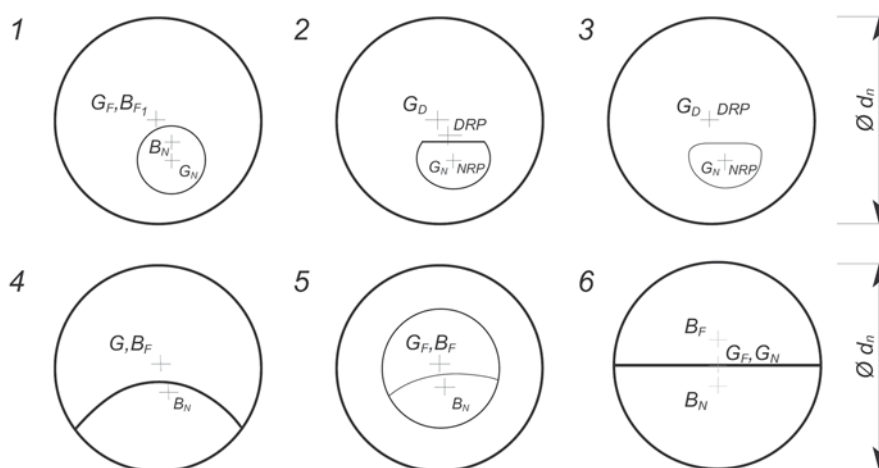 1
G_F,B_F1
B_N
G_N
2
G_D
DRP
G_N NRP
3
G_D DRP
G_N NRP
Ø d_n
4
G,B_F
B_N
5
G_F,B_F
B_N
6
B_F
G_F,G_N
B_N
Ø d_n